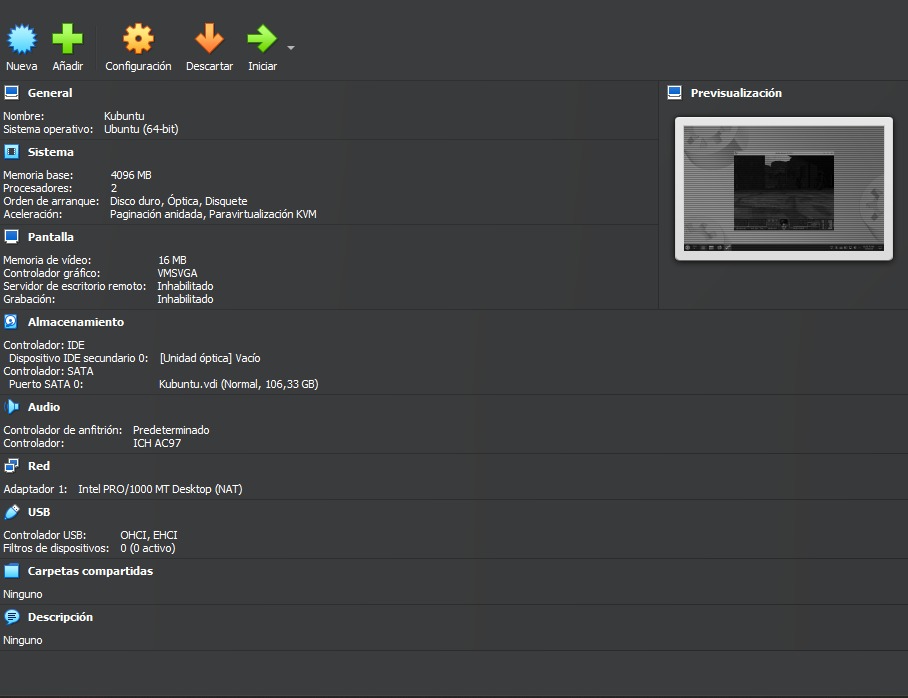 Nueva Añadir Configuración Descartar Iniciar
General
Nombre: Kubuntu
Sistema operativo: Ubuntu (64-bit)
Sistema
Memoria base: 4096 MB
Procesadores: 2
Orden de arranque: Disco duro, Óptica, Disquete
Aceleración: Paginación anidada, Paravirtualización KVM
Pantalla
Memoria de vídeo: 16 MB
Controlador gráfico: VMSVGA
Servidor de escritorio remoto: Inhabilitado
Grabación: Inhabilitado
Previsualización
Almacenamiento
Controlador: IDE
Dispositivo IDE secundario 0: [Unidad óptica] Vacío
Controlador: SATA
Puerto SATA 0: Kubuntu.vdi (Normal, 106,33 GB)
Audio
Controlador de anfitrión: Predeterminado
Controlador: ICH AC97
Red
Adaptador 1: Intel PRO/1000 MT Desktop (NAT)
USB
Controlador USB: OHCI, EHCI
Filtros de dispositivos: 0 (0 activo)
Carpetas compartidas
Ninguno
Descripción
Ninguno